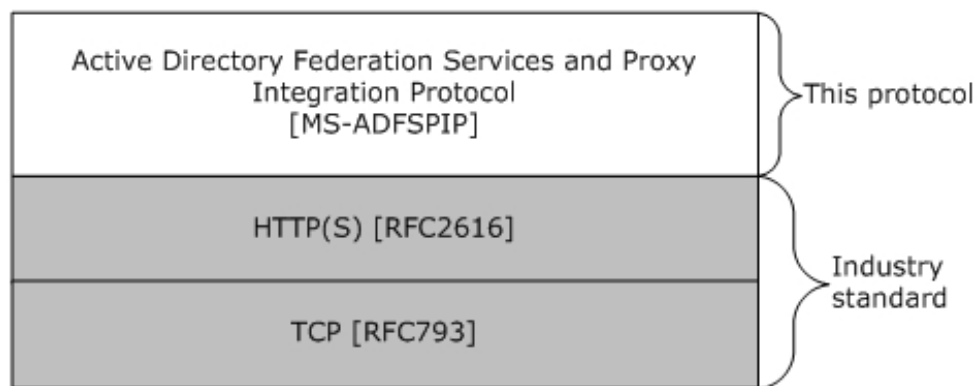 Active Directory Federation Services and Proxy
Integration Protocol
[MS-ADFSPIP]
This protocol
HTTP(S) [RFC2616]
TCP [RFC793]
Industry
standard